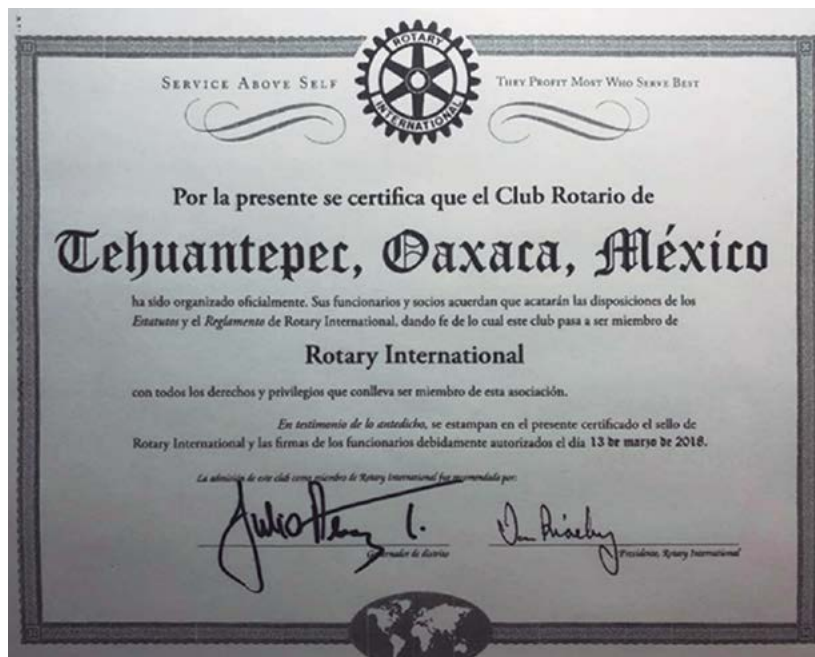 ROTARY
INTERNATIONAL
SERVICE ABOVE SELF
THEY PROFIT MOST WHO SERVE BEST
Por la presente se certifica que el Club Rotario de
Tehuantepec, Oaxaca, México
ha sido organizado oficialmente. Sus funcionarios y socios acuerdan que acatarán las disposiciones de los
Estatutos y el Reglamento de Rotary International, dando fe de lo cual este club pasa a ser miembro de
Rotary International
con todos los derechos y privilegios que conlleva ser miembro de esta asociación.
En testimonio de lo antedicho, se estampan en el presente certificado el sello de
Rotary International y las firmas de los funcionarios debidamente autorizados el día 13 de marzo de 2018.
La admisión de este club como miembro de Rotary International fue recomendada por:
Julio
Gobernador de distrito
Presidente, Rotary International